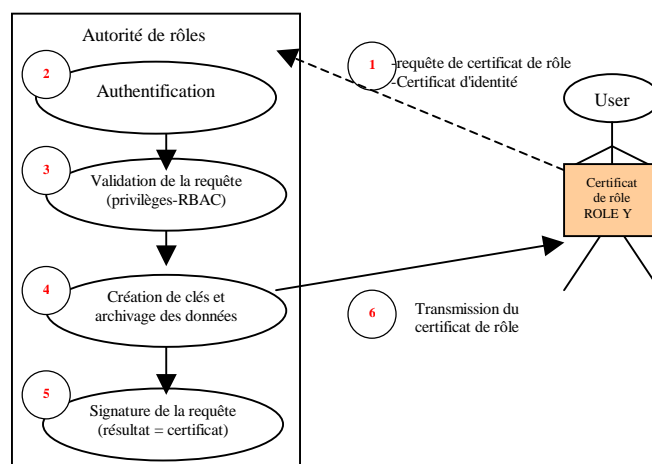 Autorité de rôles
1
-requête de certificat de rôle
-Certificat d'identité
2
Authentification
User
3
Validation de la requête
(privilèges-RBAC)
Certificat
de rôle
ROLE Y
4
Création de clés et
archivage des données
6
Transmission du
certificat de rôle
5
Signature de la requête
(résultat = certificat)